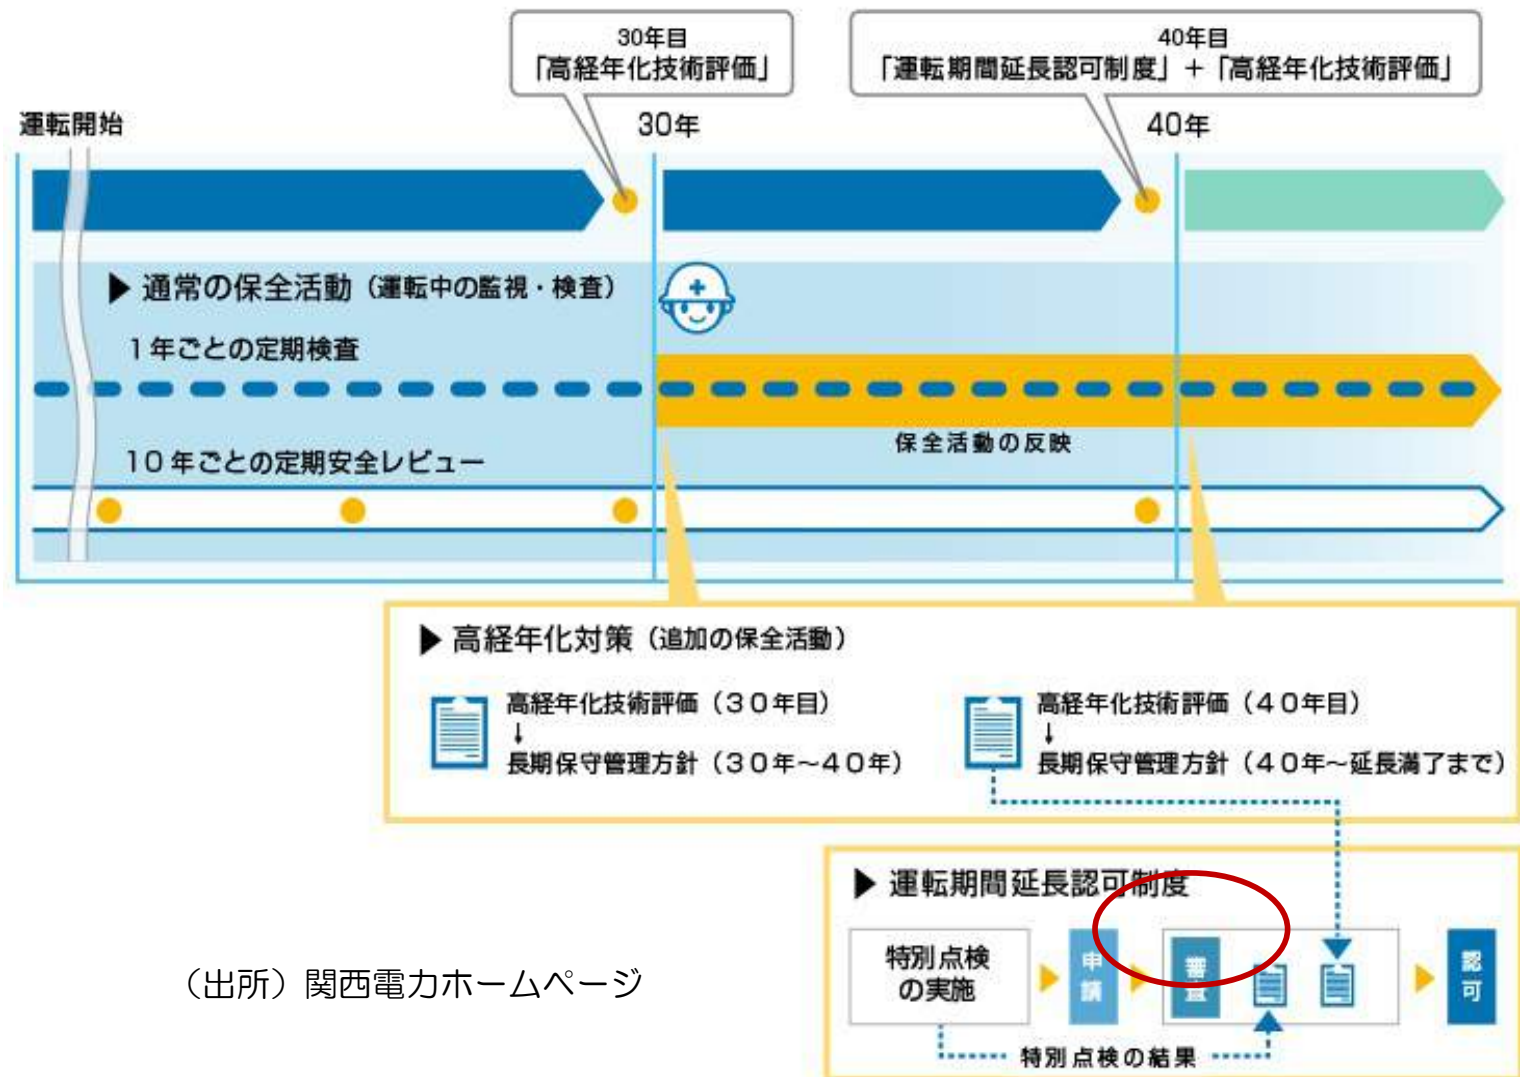 30年目
「高経年化技術評価」
40年目
「運転期間延長認可制度」＋「高経年化技術評価」
運転開始
30年
40年
▶ 通常の保全活動（運転中の監視・検査）
1年ごとの定期検査
保全活動の反映
10年ごとの定期安全レビュー
▶ 高経年化対策（追加の保全活動）
高経年化技術評価（30年目）
↓
長期保守管理方針（30年～40年）
高経年化技術評価（40年目）
↓
長期保守管理方針（40年～延長満了まで）
▶ 運転期間延長認可制度
特別点検
の実施
申請
審査
認可
特別点検の結果
（出所）関西電力ホームページ